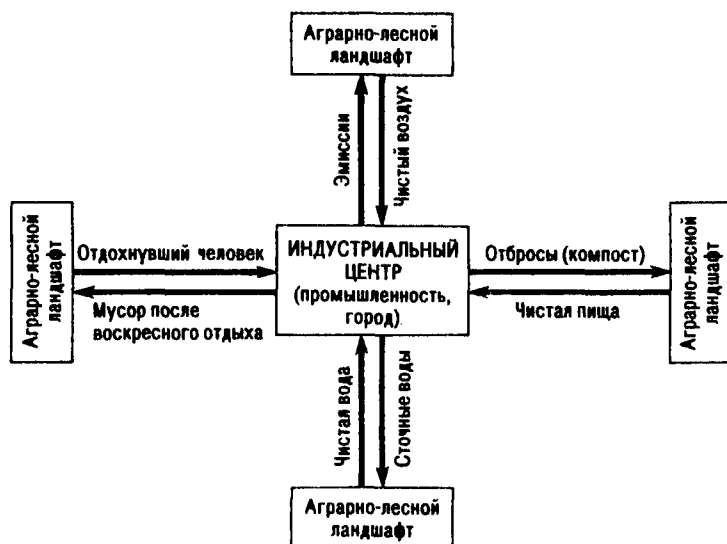 Аграрно-лесной
ландшафт
Эмиссии
Чистый воздух
Аграрно-лесной
ландшафт
Отдохнувший человек
Мусор после
воскресного отдыха
ИНДУСТРИАЛЬНЫЙ
ЦЕНТР
(промышленность,
город)
Отбросы (компост)
Чистая пища
Аграрно-лесной
ландшафт
Чистая вода
Сточные воды
Аграрно-лесной
ландшафт